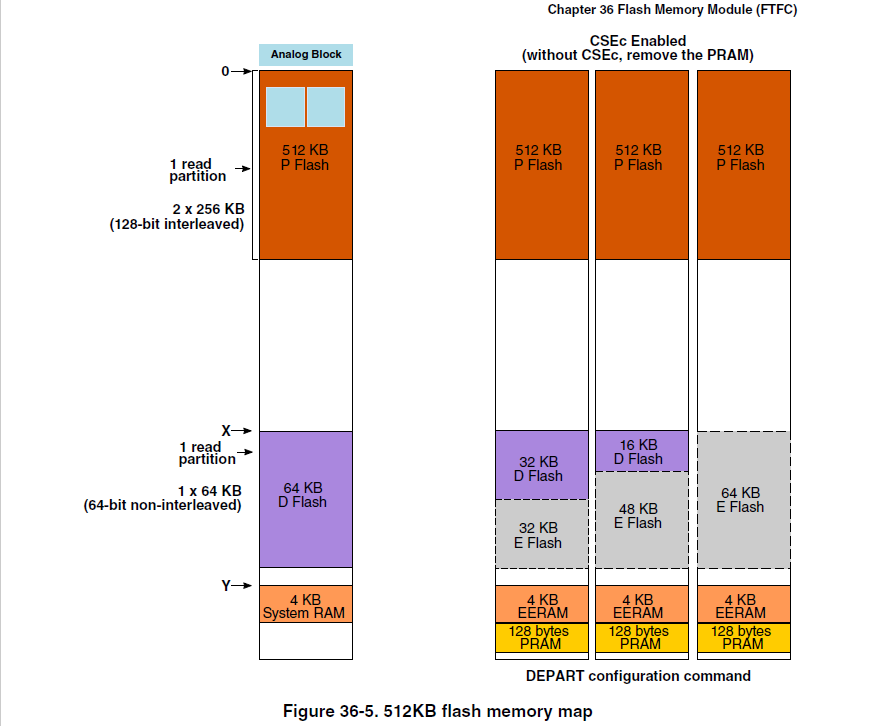 Chapter 36 Flash Memory Module (FTFC)
CSEc Enabled
(without CSEc, remove the PRAM)
Analog Block
0
512 KB
P Flash
1 read
partition
2 x 256 KB
(128-bit interleaved)
512 KB
P Flash
512 KB
P Flash
512 KB
P Flash
X
1 read
partition
1 x 64 KB
(64-bit non-interleaved)
64 KB
D Flash
32 KB
D Flash
32 KB
E Flash
16 KB
D Flash
48 KB
E Flash
64 KB
E Flash
Y
4 KB
System RAM
4 KB
EERAM
128 bytes
PRAM
4 KB
EERAM
128 bytes
PRAM
4 KB
EERAM
128 bytes
PRAM
DEPART configuration command
Figure 36-5. 512KB flash memory map